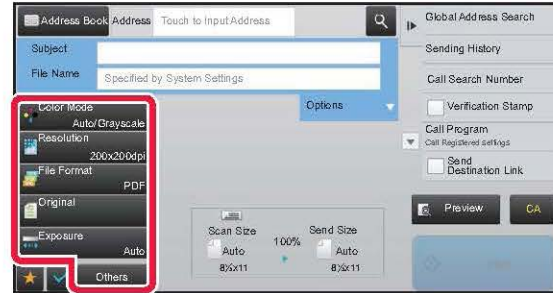 Address Book Address Touch to Input Address
Subject
File Name Specified by System Settings
Options
Color Mode
Auto/Grayscale
Resolution
200x200dpi
File Format
PDF
Original
Exposure
Auto
Others
Scan Size
Auto
8½x11
100%
Send Size
Auto
8½x11
Global Address Search
Sending History
Call Search Number
Verification Stamp
Call Program
Call Registered settings
Send
Destination Link
Preview
CA